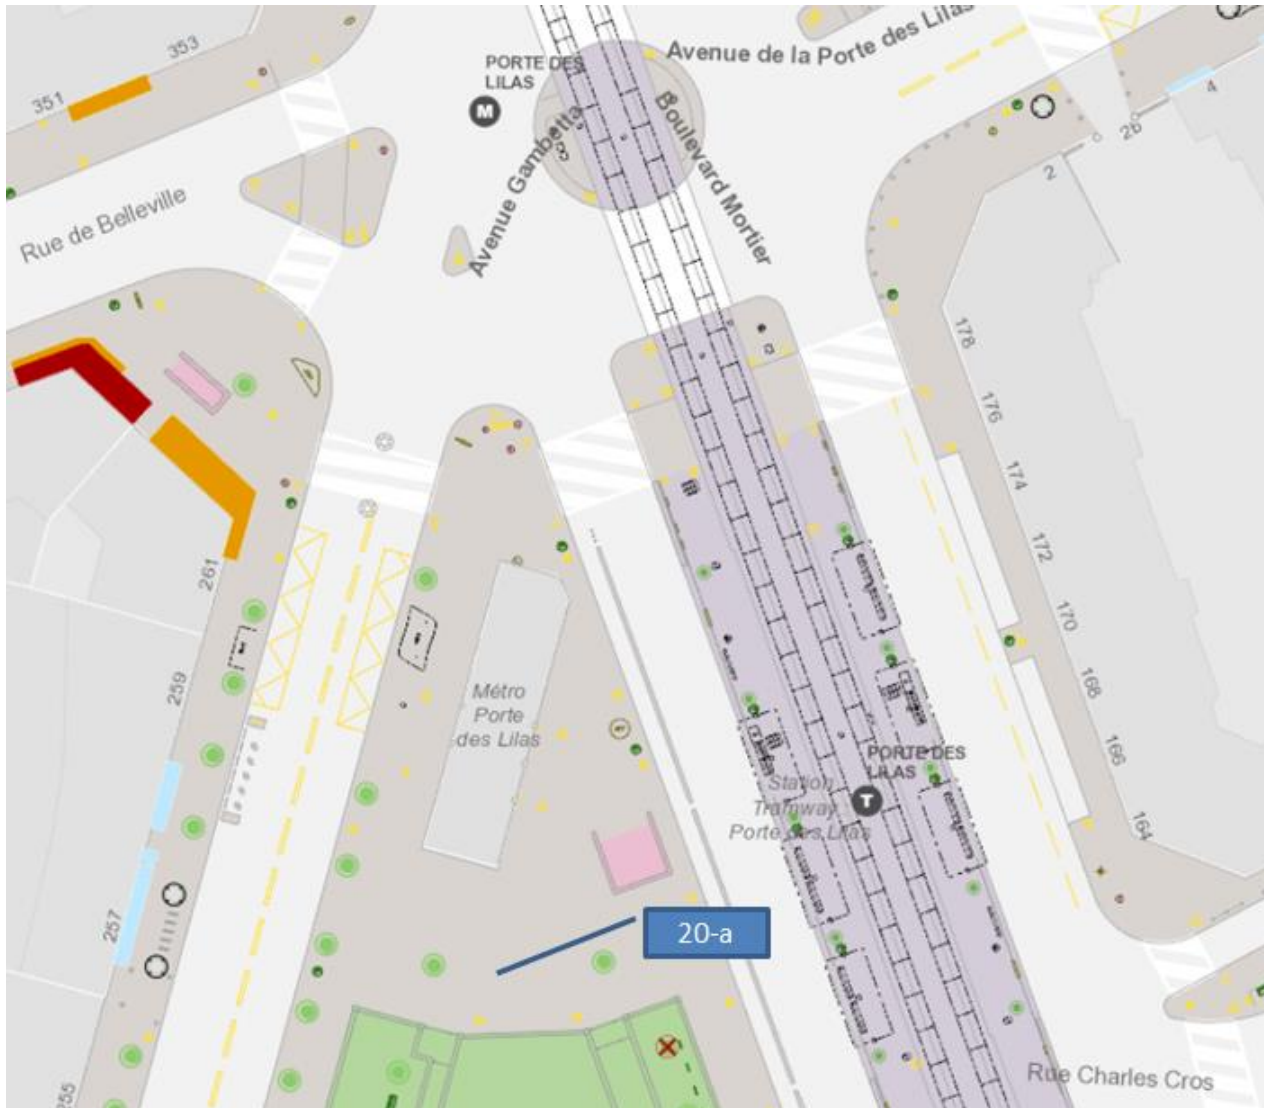 353
351
PORTE DES
LILAS
M
Avenue de la Porte des Lilas
4
2b
2
Rue de Belleville
Avenue Gambetta
Boulevard Mortier
178
176
174
172
170
168
166
164
261
259
257
255
Métro
Porte
des Lilas
PORTE DES
LILAS
T
Station
Tramway
Porte des Lilas
20-a
Rue Charles Cros